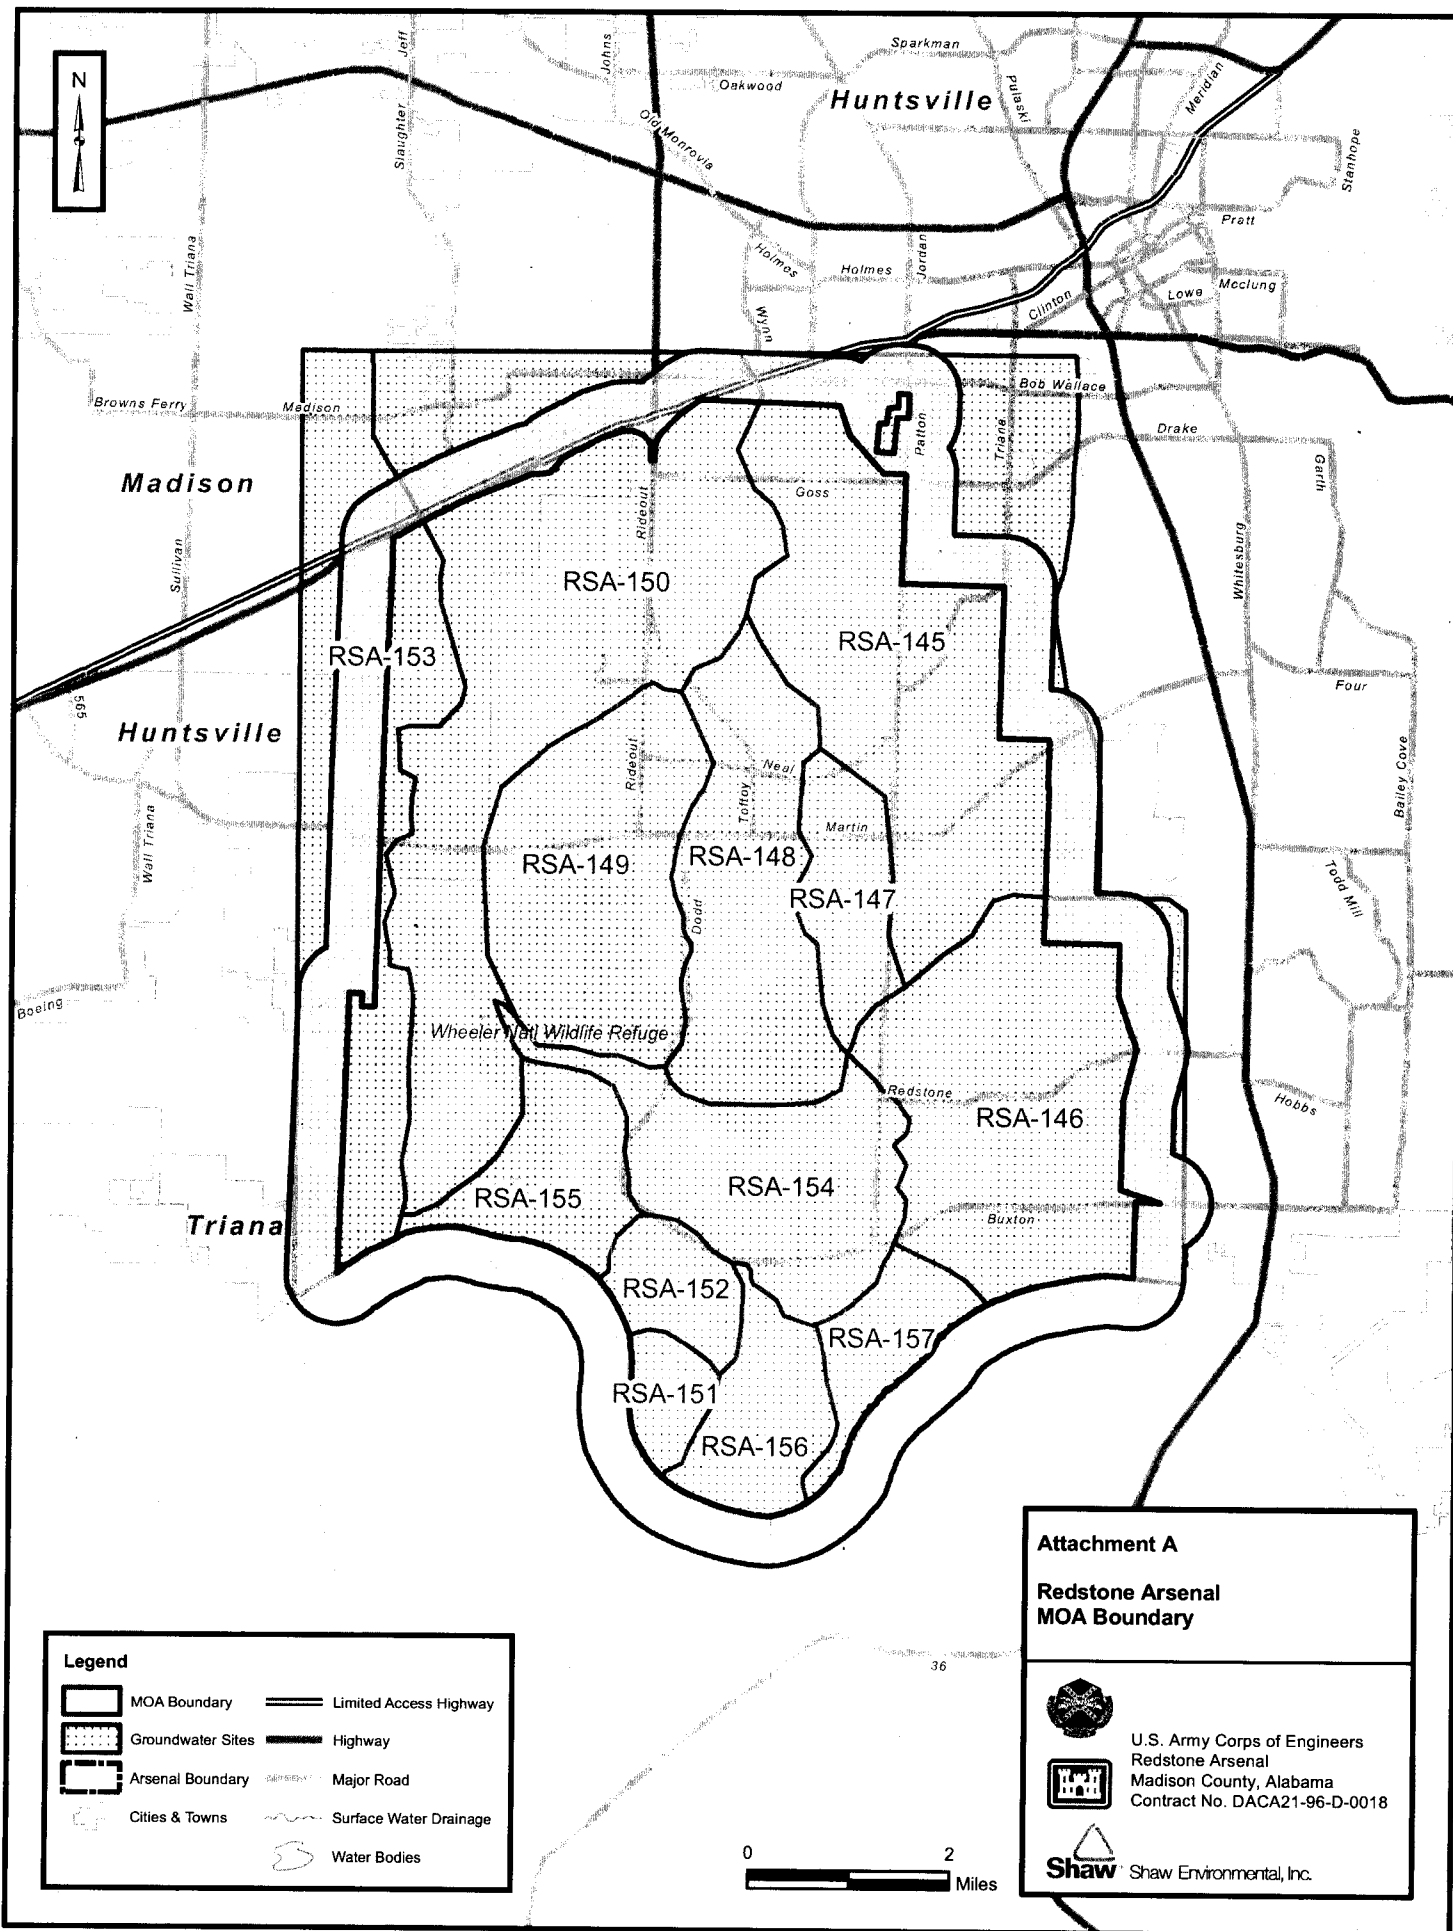 N
Jeff
Johns
Sparkman
Oakwood
Huntsville
Pulaski
Meridian
Slaughter
Old Monrovia
Stanhope
Pratt
Wall Triana
Holmes
Holmes
Jordan
Mcclung
Lowe
Clinton
Wynn
Bob Wallace
Browns Ferry
Madison
Patton
Triana
Drake
Garth
Madison
Goss
Rideout
Whitesburg
Sullivan
RSA-150
RSA-145
RSA-153
Four
565
Huntsville
Rideout
Neal
Toftoy
Bailey Cove
Wall Triana
Martin
RSA-149
RSA-148
RSA-147
Todd Mill
Dodd
Boeing
Wheeler Natl Wildlife Refuge
Redstone
RSA-146
Hobbs
RSA-155
RSA-154
Triana
Buxton
RSA-152
RSA-157
RSA-151
RSA-156
Attachment A
Redstone Arsenal
MOA Boundary
36
Legend
MOA Boundary
Limited Access Highway
Groundwater Sites
Highway
Arsenal Boundary
Major Road
Cities & Towns
Surface Water Drainage
Water Bodies
0 2
Miles
U.S. Army Corps of Engineers
Redstone Arsenal
Madison County, Alabama
Contract No. DACA21-96-D-0018
Shaw Shaw Environmental, Inc.